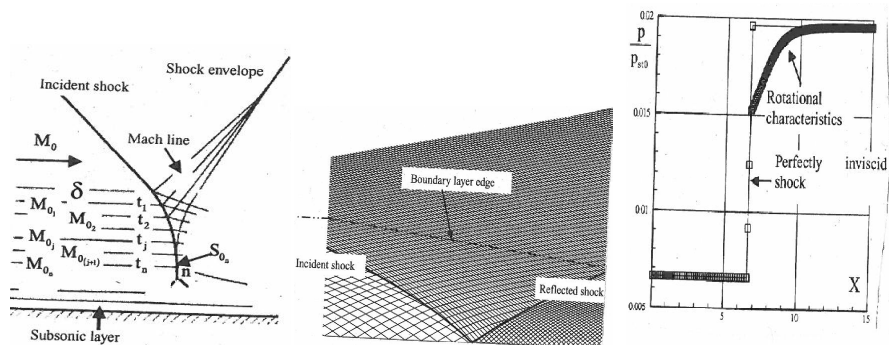 Shock envelope
Incident shock
Mach line
M₀
δ
t₁
M₀₁
M₀₂
t₂
M₀ⱼ
tⱼ
S₀ₙ
M₀₍ⱼ₊₁₎
tₙ
n
M₀ₙ
Subsonic layer
Boundary layer edge
Incident shock
Reflected shock
0.02
p
pst0
Rotational
characteristics
0.015
Perfectly inviscid
shock
0.01
X
0.005
0 5 10 15